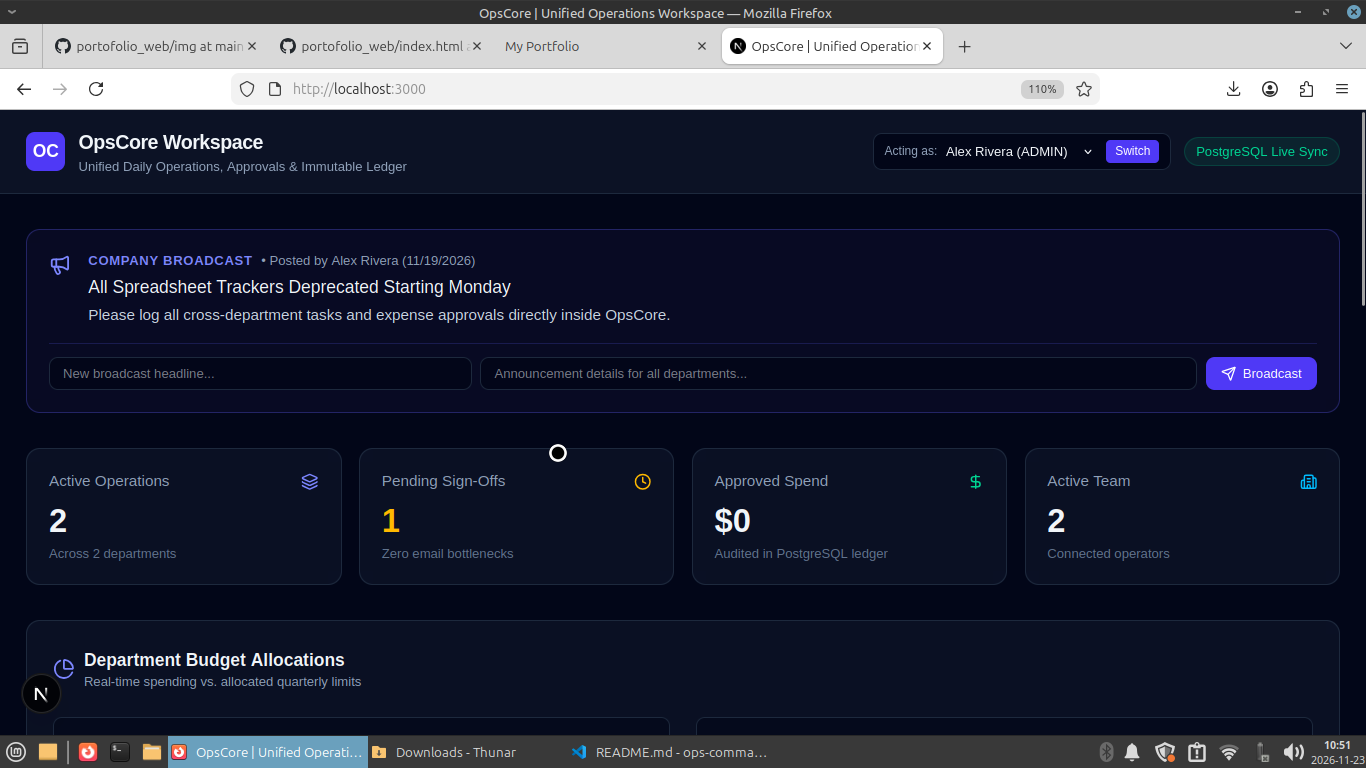 OpsCore | Unified Operations Workspace — Mozilla Firefox
portofolio_web/img at main
portofolio_web/index.html
My Portfolio
OpsCore | Unified Operation
http://localhost:3000
110%
OC
OpsCore Workspace
Unified Daily Operations, Approvals & Immutable Ledger
Acting as: Alex Rivera (ADMIN)
Switch
PostgreSQL Live Sync
COMPANY BROADCAST • Posted by Alex Rivera (11/19/2026)
All Spreadsheet Trackers Deprecated Starting Monday
Please log all cross-department tasks and expense approvals directly inside OpsCore.
New broadcast headline...
Announcement details for all departments...
Broadcast
Active Operations
2
Across 2 departments
Pending Sign-Offs
1
Zero email bottlenecks
Approved Spend
$0
Audited in PostgreSQL ledger
Active Team
2
Connected operators
Department Budget Allocations
Real-time spending vs. allocated quarterly limits
N
OpsCore | Unified Operati...
Downloads - Thunar
README.md - ops-comma...
10:51
2026-11-23